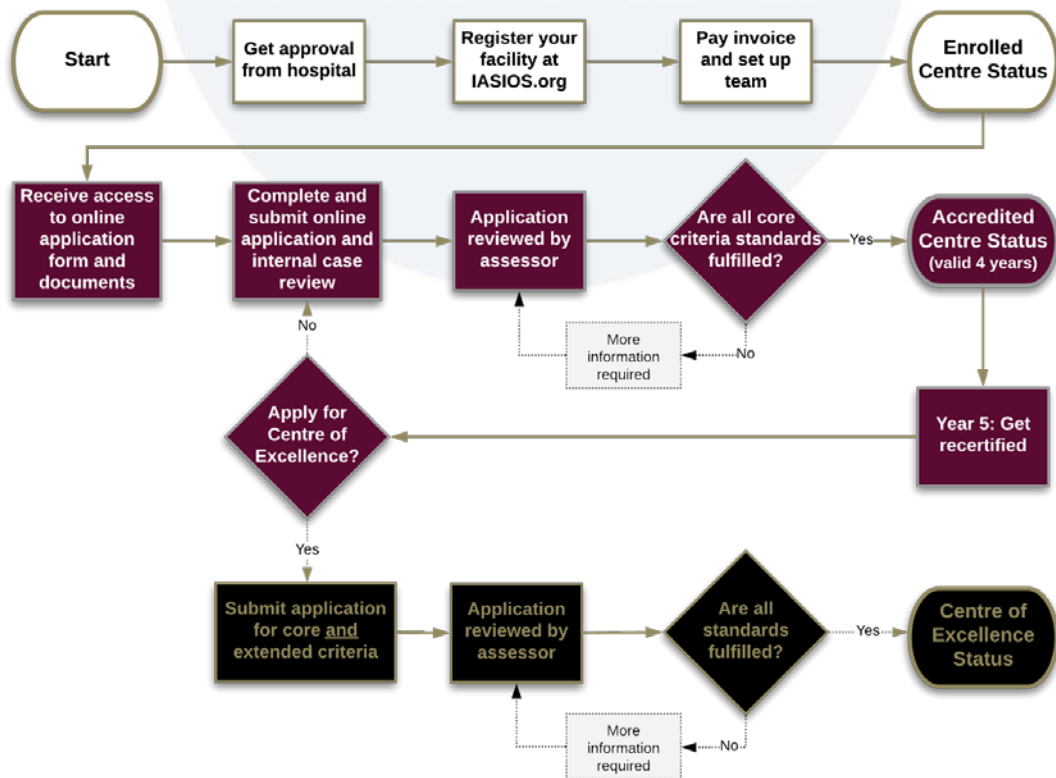 Start
Get approval
from hospital
Register your
facility at
IASIOS.org
Pay invoice
and set up
team
Enrolled
Centre Status
Receive access
to online
application
form and
documents
Complete and
submit online
application and
internal case
review
Application
reviewed by
assessor
Are all core
criteria standards
fulfilled?
Yes
Accredited
Centre Status
(valid 4 years)
No
More
information
required
No
Apply for
Centre of
Excellence?
Year 5: Get
recertified
Yes
Submit application
for core and
extended criteria
Application
reviewed by
assessor
Are all
standards
fulfilled?
Yes
Centre of
Excellence
Status
No
More
information
required